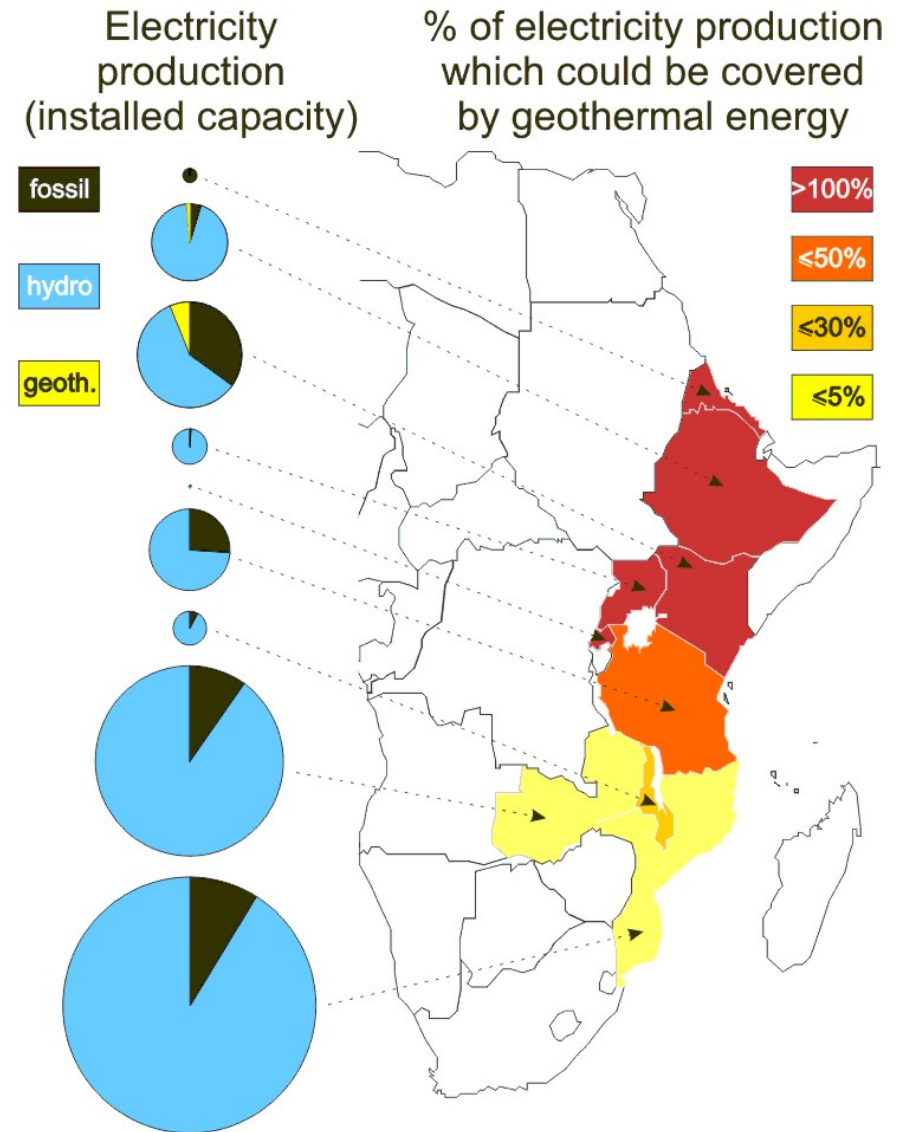 Electricity
production
(installed capacity)
% of electricity production
which could be covered
by geothermal energy
fossil
hydro
geoth.
>100%
⩽50%
⩽30%
⩽5%